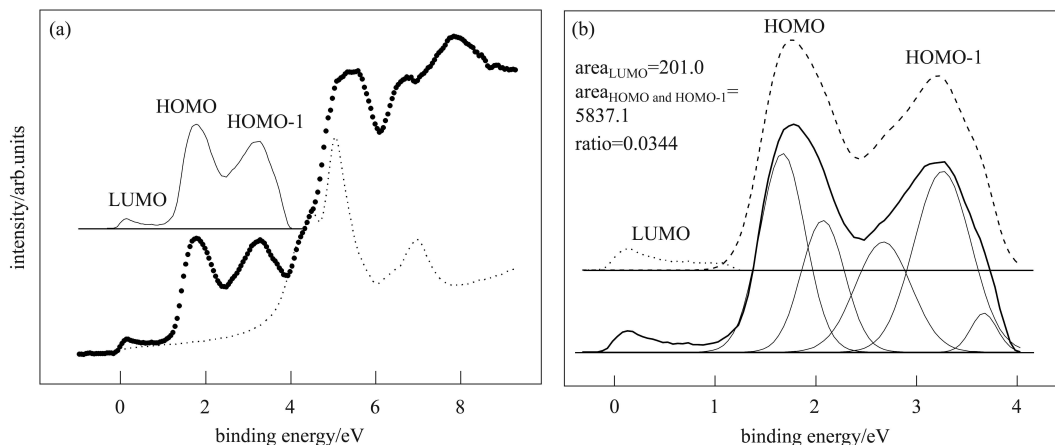 (a)
HOMO
HOMO-1
LUMO
intensity/arb.units
0 2 4 6 8
binding energy/eV
(b)
HOMO
HOMO-1
area_LUMO=201.0
area_HOMO and HOMO-1=
5837.1
ratio=0.0344
LUMO
0 1 2 3 4
binding energy/eV